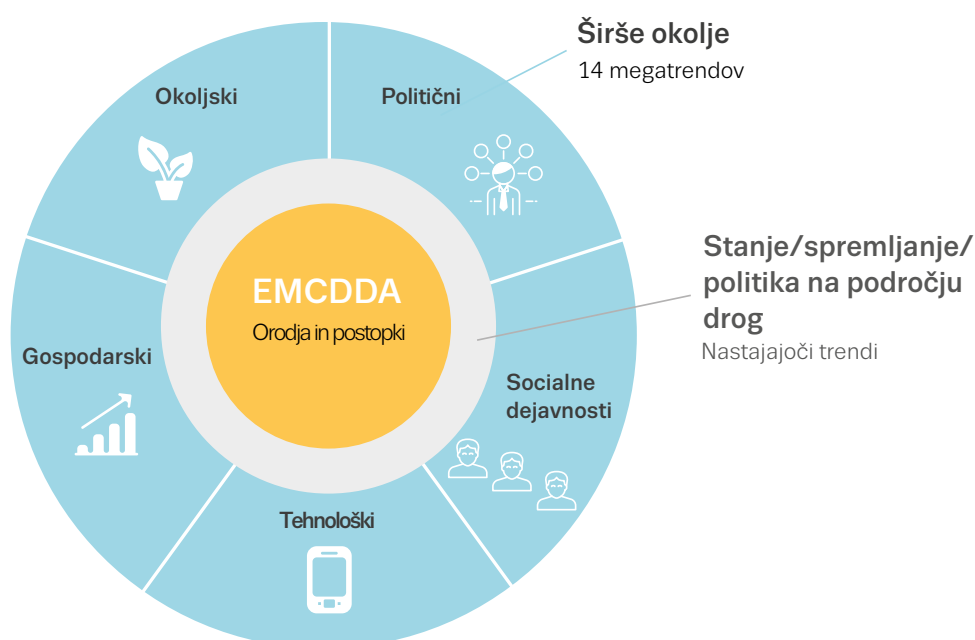 Širše okolje
14 megatrendov
Okoljski
Politični
Stanje/spremljanje/
politika na področju
drog
Nastajajoči trendi
EMCDDA
Orodja in postopki
Gospodarski
Socialne
dejavnosti
Tehnološki